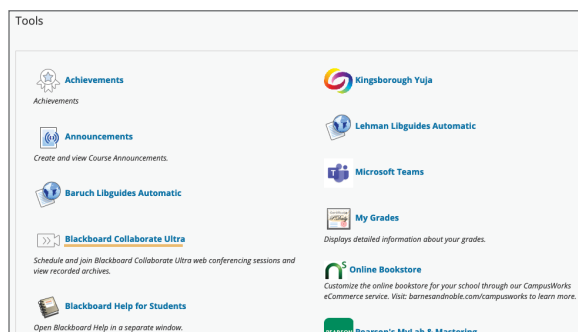 Tools
Achievements
Achievements
Announcements
Create and view Course Announcements.
Baruch Libguides Automatic
Blackboard Collaborate Ultra
Schedule and join Blackboard Collaborate Ultra web conferencing sessions and
view recorded archives.
Blackboard Help for Students
Open Blackboard Help in a separate window.
Kingsborough Yuja
Lehman Libguides Automatic
Microsoft Teams
My Grades
Displays detailed information about your grades.
Online Bookstore
Customize the online bookstore for your school through our CampusWorks
eCommerce service. Visit: barnesandnoble.com/campusworks to learn more.
Pearson's MyLab & Mastering